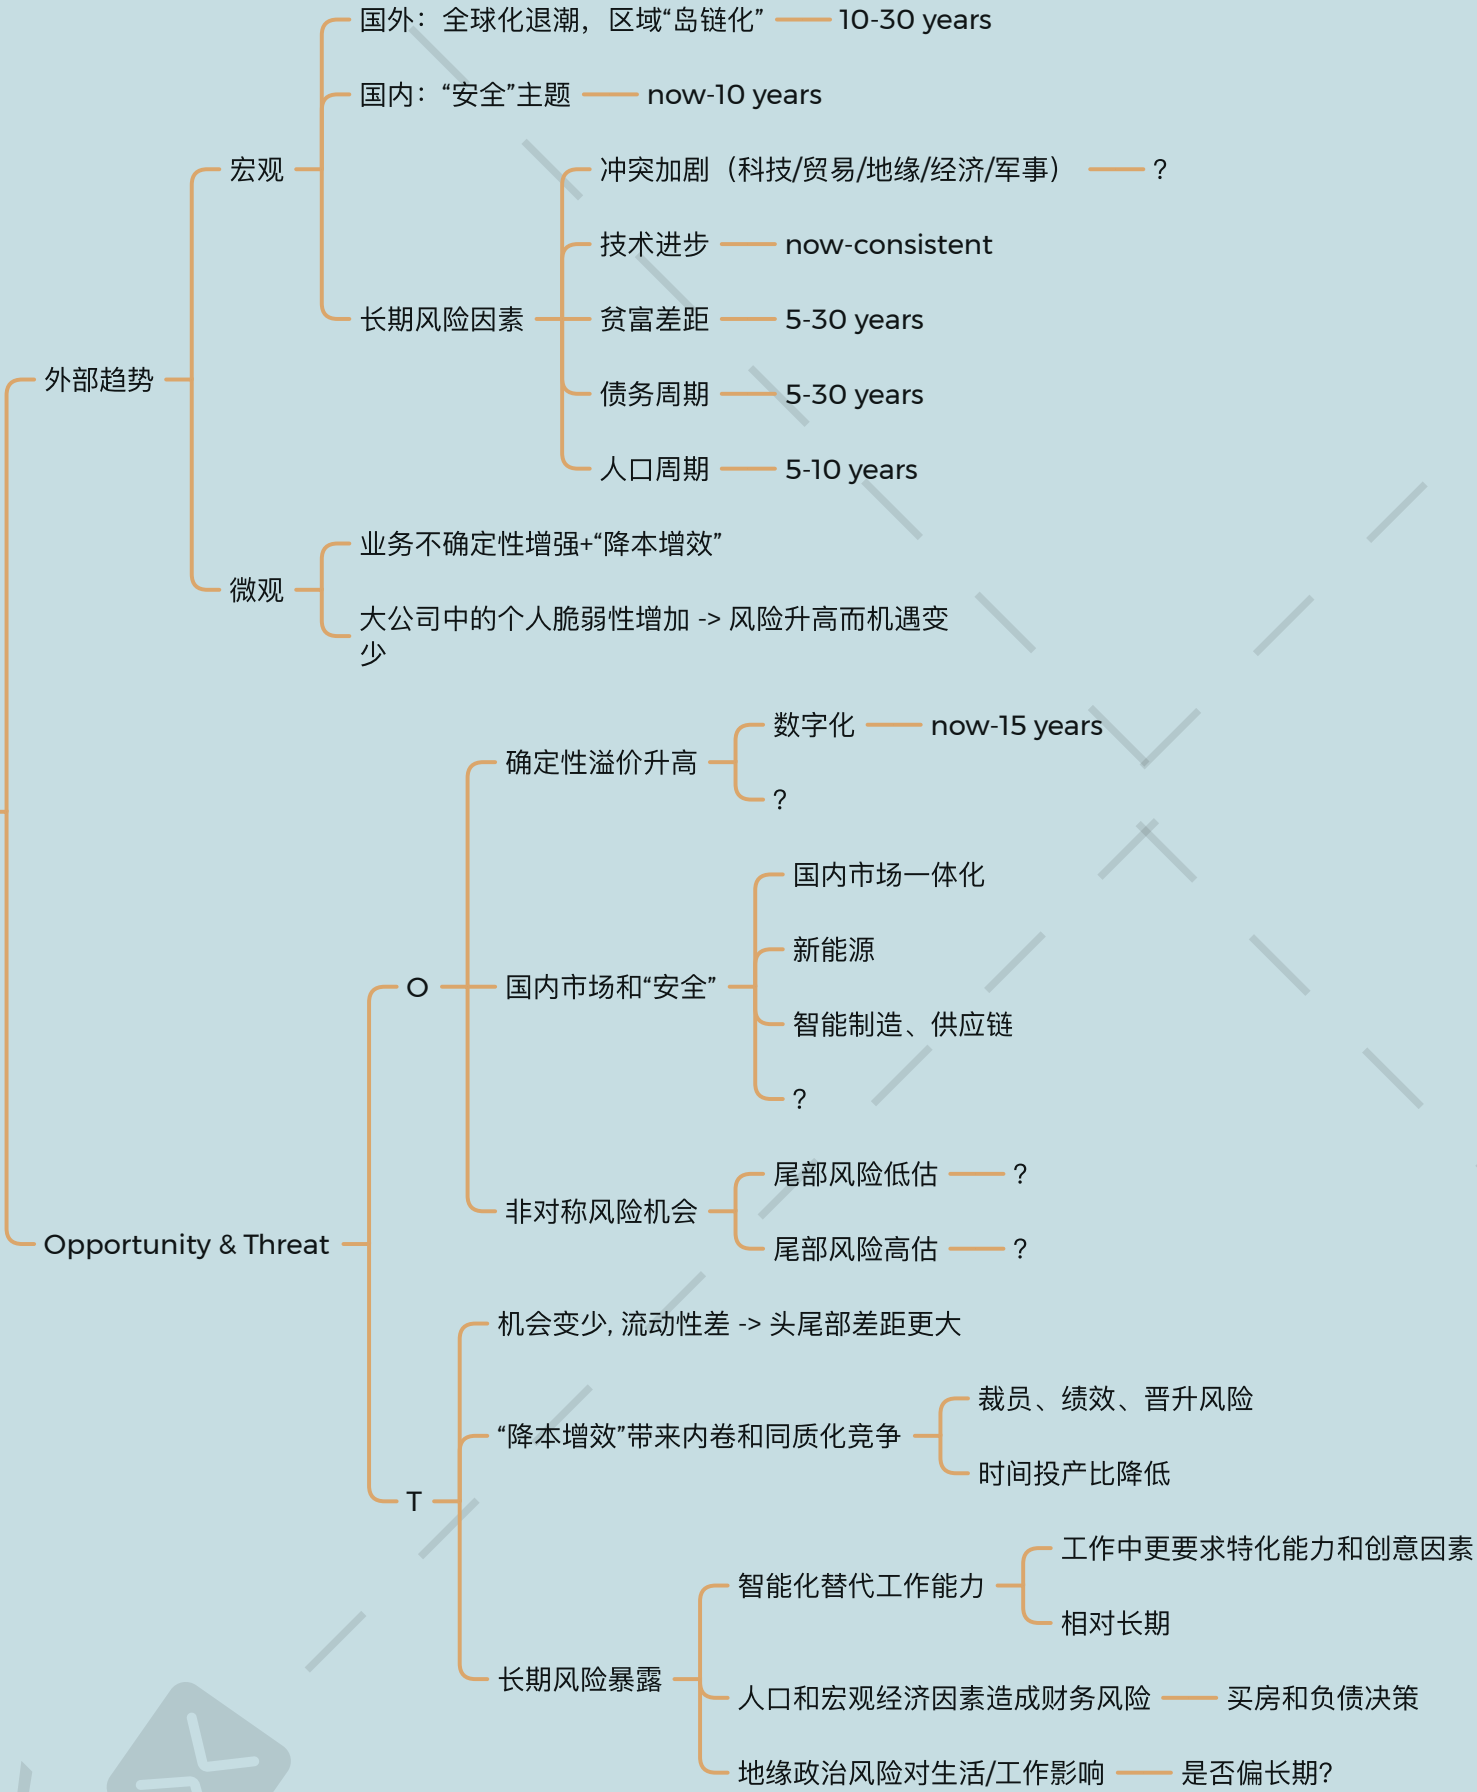 国外：全球化退潮，区域“岛链化”
10-30 years
国内：“安全”主题
now-10 years
宏观
冲突加剧（科技/贸易/地缘/经济/军事）
?
技术进步
now-consistent
长期风险因素
贫富差距
5-30 years
外部趋势
债务周期
5-30 years
人口周期
5-10 years
业务不确定性增强+“降本增效”
微观
大公司中的个人脆弱性增加 -> 风险升高而机遇变
少
数字化
now-15 years
确定性溢价升高
?
国内市场一体化
新能源
O
国内市场和“安全”
智能制造、供应链
?
尾部风险低估
?
非对称风险机会
尾部风险高估
?
Opportunity & Threat
机会变少, 流动性差 -> 头尾部差距更大
裁员、绩效、晋升风险
“降本增效”带来内卷和同质化竞争
时间投产比降低
T
工作中更要求特化能力和创意因素
智能化替代工作能力
相对长期
长期风险暴露
人口和宏观经济因素造成财务风险
买房和负债决策
地缘政治风险对生活/工作影响
是否偏长期?